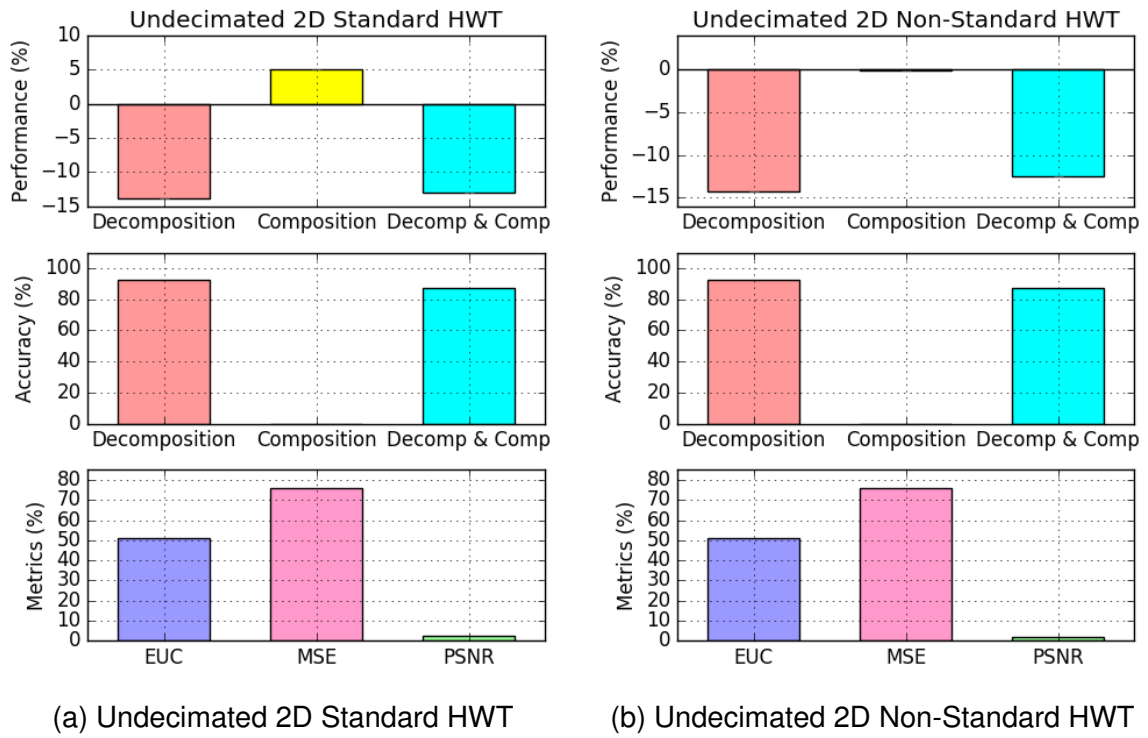 Undecimated 2D Standard HWT
Performance (%)
10
5
0
−5
−10
−15
Decomposition Composition Decomp & Comp
Accuracy (%)
100
80
60
40
20
0
Decomposition Composition Decomp & Comp
Metrics (%)
80
70
60
50
40
30
20
10
0
EUC MSE PSNR
(a) Undecimated 2D Standard HWT
Undecimated 2D Non-Standard HWT
Performance (%)
0
−5
−10
−15
Decomposition Composition Decomp & Comp
Accuracy (%)
100
80
60
40
20
0
Decomposition Composition Decomp & Comp
Metrics (%)
80
70
60
50
40
30
20
10
0
EUC MSE PSNR
(b) Undecimated 2D Non-Standard HWT